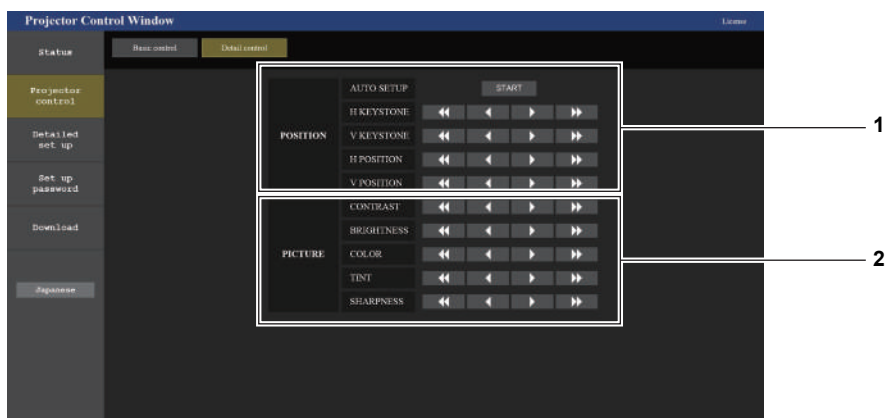 Projector Control Window
License
Status
Basic control
Detail control
Projector
control
Detailed
set up
Set up
password
Download
Japanese
POSITION
AUTO SETUP
START
H KEYSTONE
V KEYSTONE
H POSITION
V POSITION
PICTURE
CONTRAST
BRIGHTNESS
COLOR
TINT
SHARPNESS
1
2